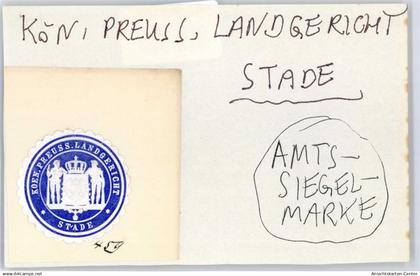 KÖN. PREUSS. LANDGERICHT
STADE
KOEN. PREUSS. LANDGERICHT
STADE
AMTS-
SIEGEL-
MARKE